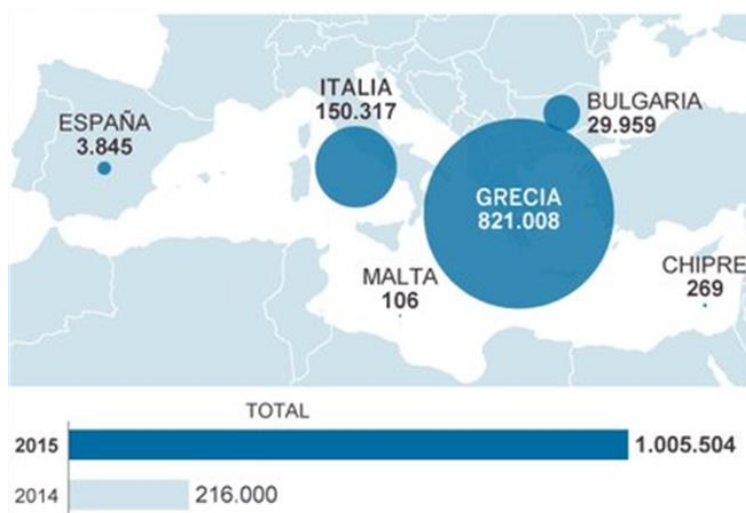 ITALIA
150.317
ESPAÑA
3.845
BULGARIA
29.959
GRECIA
821.008
MALTA
106
CHIPRE
269
TOTAL
2015 1.005.504
2014 216.000